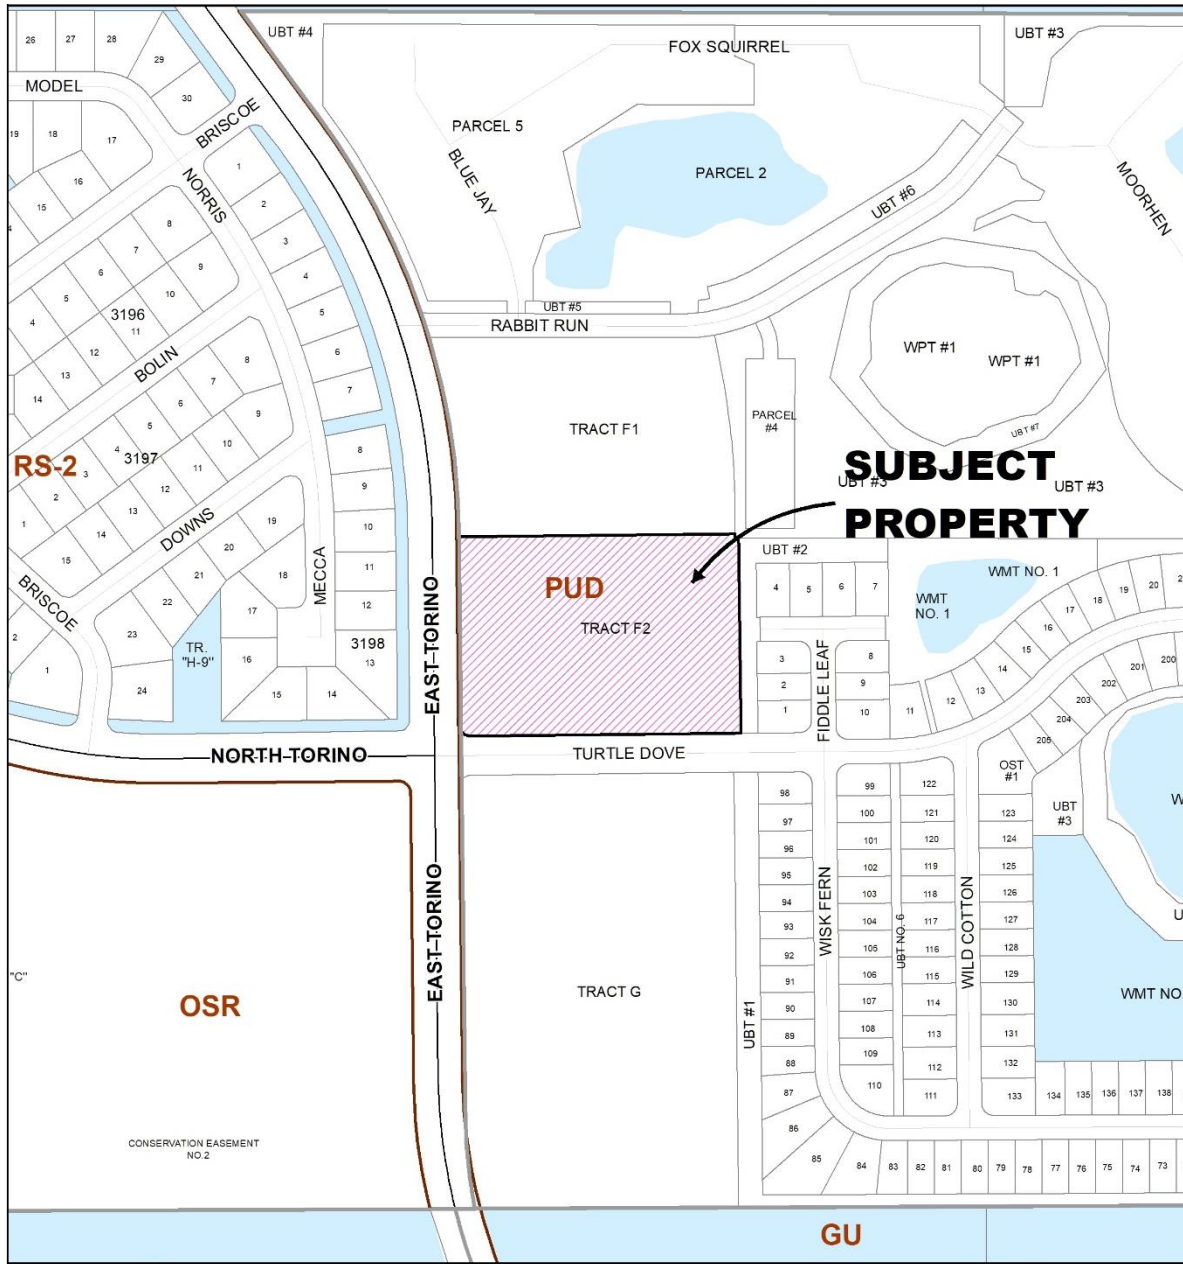 UBT #4
FOX SQUIRREL
UBT #3
26
27
28
29
30
MODEL
BRISCOE
19
18
17
16
15
4
PARCEL 5
BLUE JAY
PARCEL 2
UBT #6
MOORHEN
NORRIS
1
2
3
4
5
6
7
8
7
6
5
4
9
10
3196
11
12
13
14
BOLIN
UBT #5
RABBIT RUN
WPT #1
WPT #1
UBT #7
TRACT F1
PARCEL
#4
8
7
6
5
4
3
2
1
9
10
11
12
13
14
15
3197
RS-2
DOWNS
SUBJECT
PROPERTY
UBT #3
UBT #3
8
9
10
11
12
3198
13
14
15
16
17
18
19
20
21
22
23
24
MECCA
BRISCOE
2
1
TR.
"H-9"
EAST TORINO
PUD
TRACT F2
UBT #2
4
5
6
7
3
2
1
8
9
10
FIDDLE LEAF
WMT NO. 1
WMT
NO. 1
11
12
13
14
15
16
17
18
19
20
2
200
201
202
203
204
205
NORTH TORINO
TURTLE DOVE
OST
#1
UBT
#3
W
98
97
96
95
94
93
92
91
90
89
88
87
86
85
84
83
82
81
80
79
78
77
76
75
74
73
99
100
101
102
103
104
105
106
107
108
109
110
122
121
120
119
118
117
116
115
114
113
112
111
123
124
125
126
127
128
129
130
131
132
133
134
135
136
137
138
WISK FERN
UBT NO. 6
WILD COTTON
EAST TORINO
UBT #1
TRACT G
U
WMT NO.
"C"
OSR
CONSERVATION EASEMENT
NO.2
GU